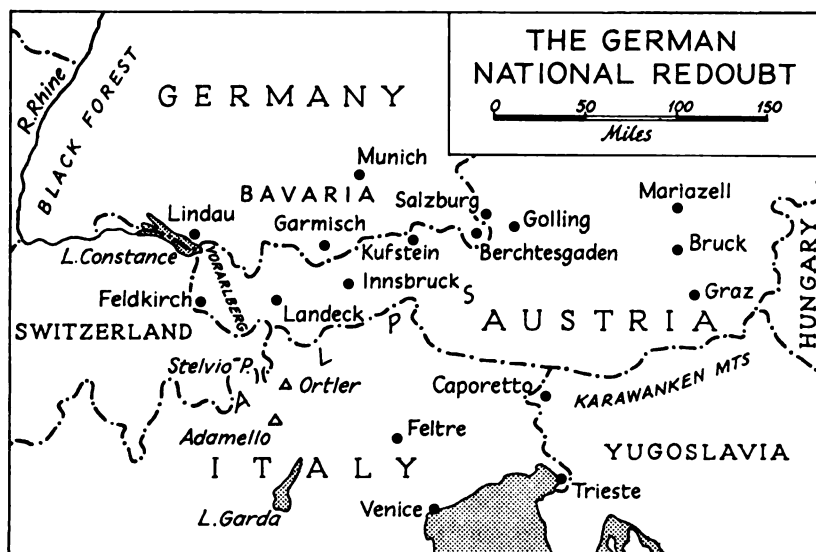 THE GERMAN
NATIONAL REDOUBT
0 50 100 150
Miles
R. Rhine
BLACK FOREST
GERMANY
Munich
BAVARIA
Salzburg
Mariazell
Lindau
Garmisch
Golling
Kufstein
Berchtesgaden
Bruck
HUNGARY
L. Constance
VORARLBERG
Innsbruck
Feldkirch
Landeck
Graz
SWITZERLAND
ALPS
AUSTRIA
Stelvio P.
Ortler
Caporetto
KARAWANKEN MTS
Adamello
Feltre
YUGOSLAVIA
ITALY
L. Garda
Venice
Trieste